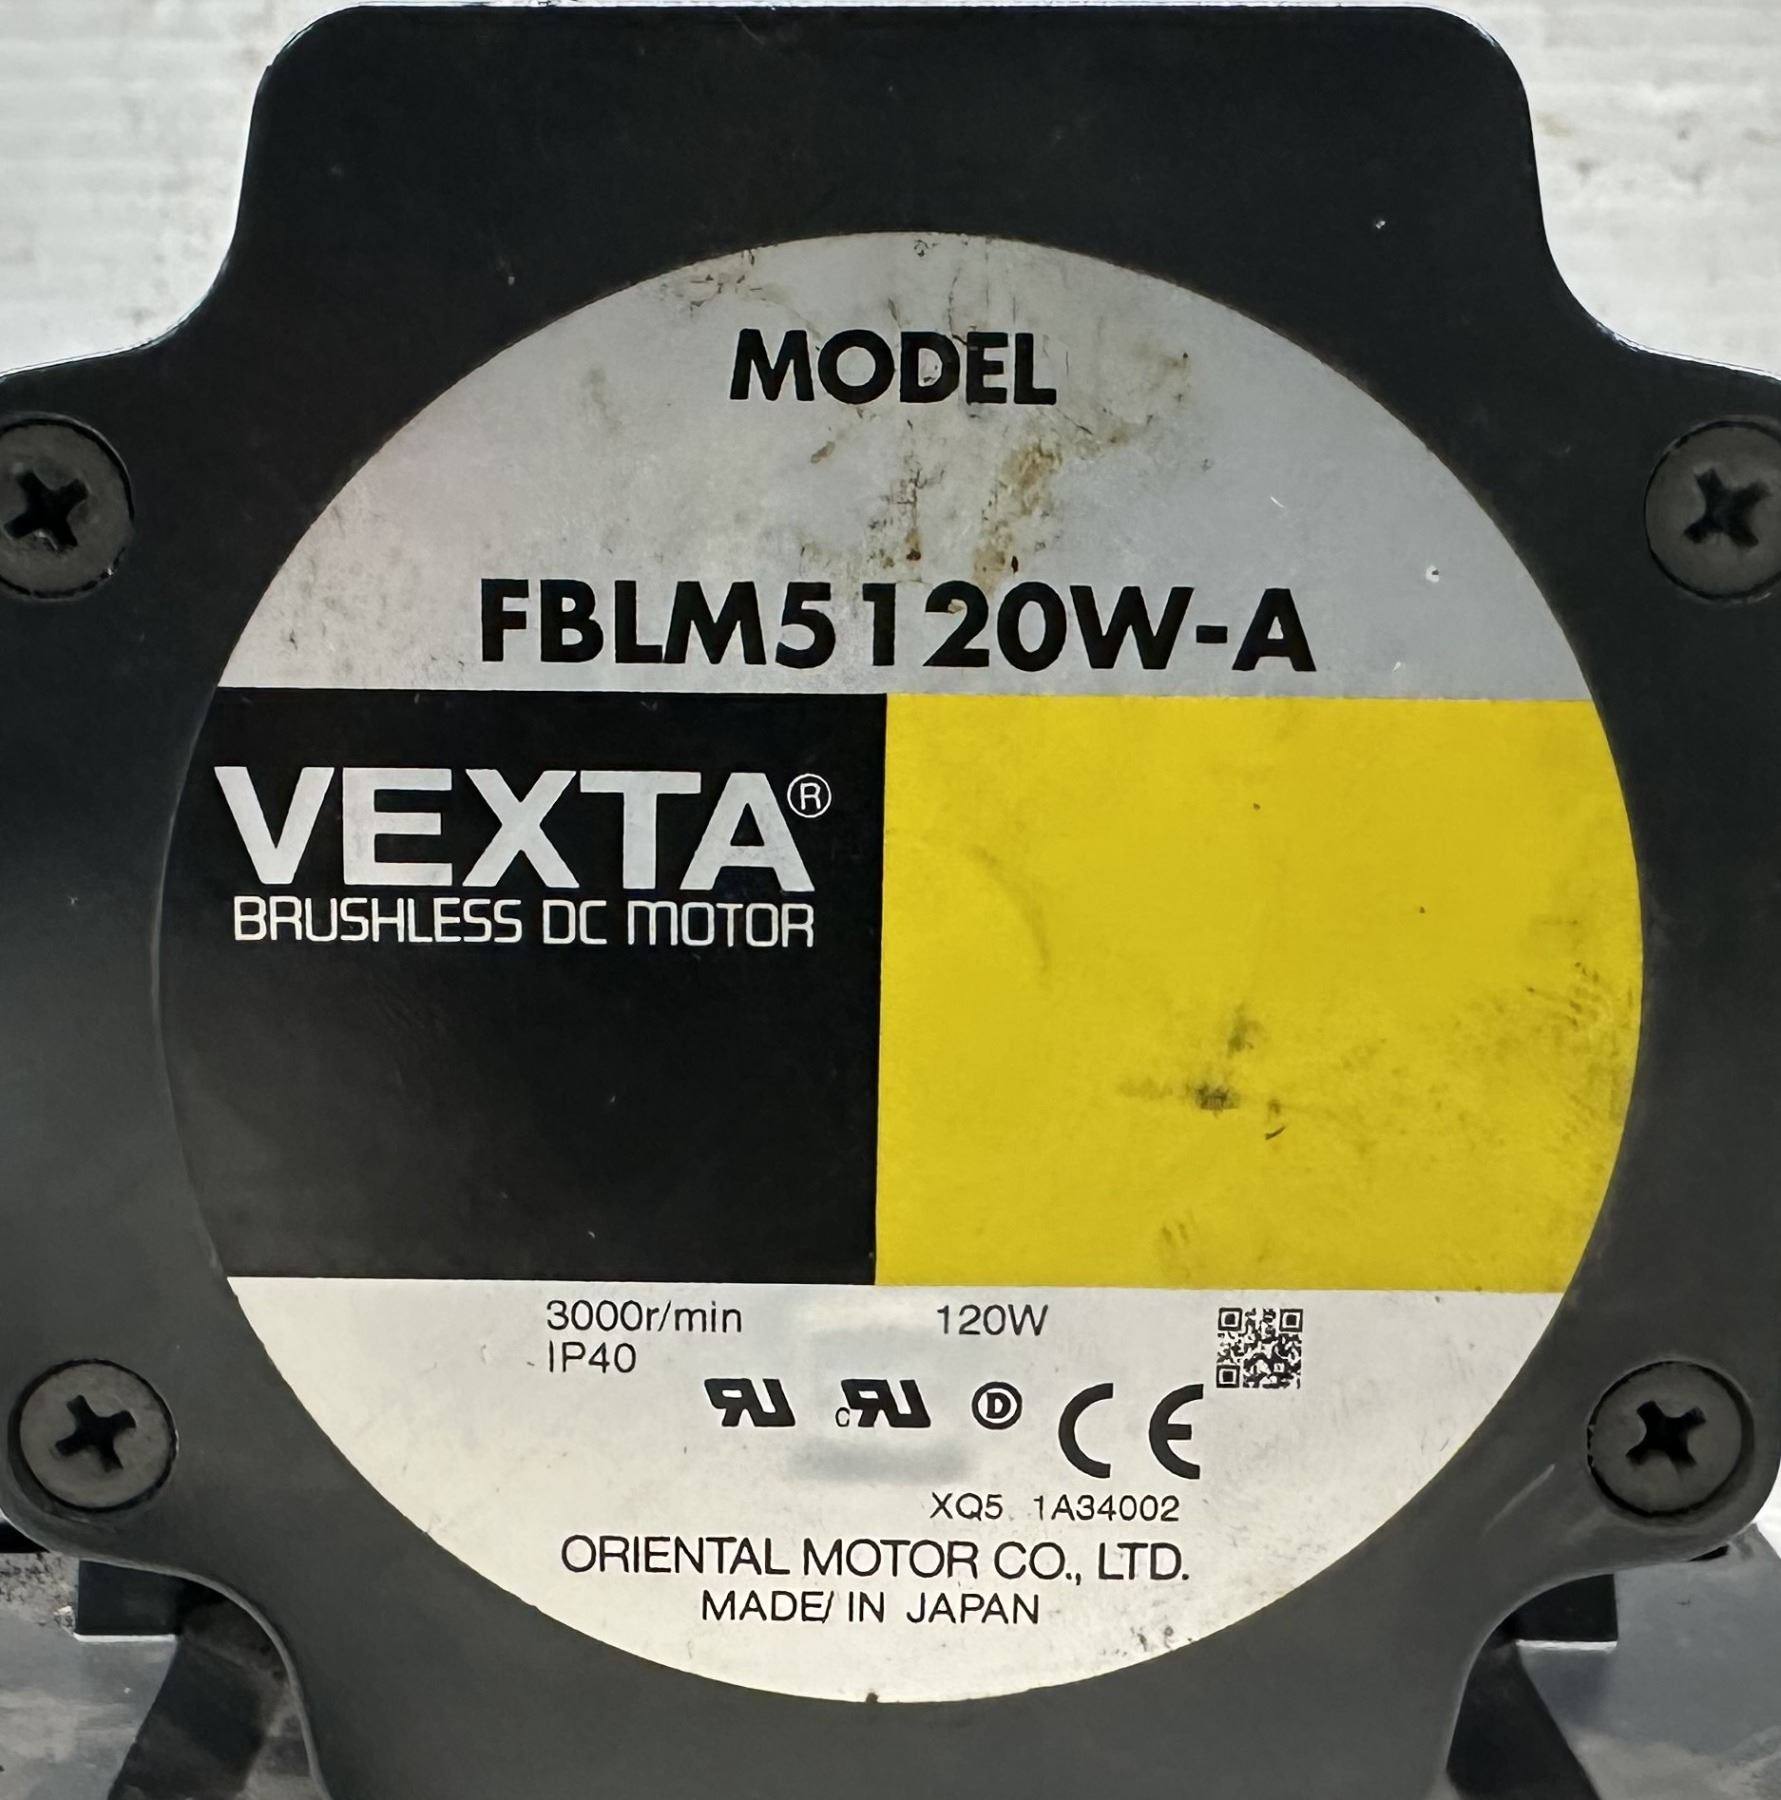 MODEL
FBLM5120W-A
VEXTA®
BRUSHLESS DC MOTOR
3000r/min 120W
IP40
c
D CE
XQ5 1A34002
ORIENTAL MOTOR CO., LTD.
MADE IN JAPAN